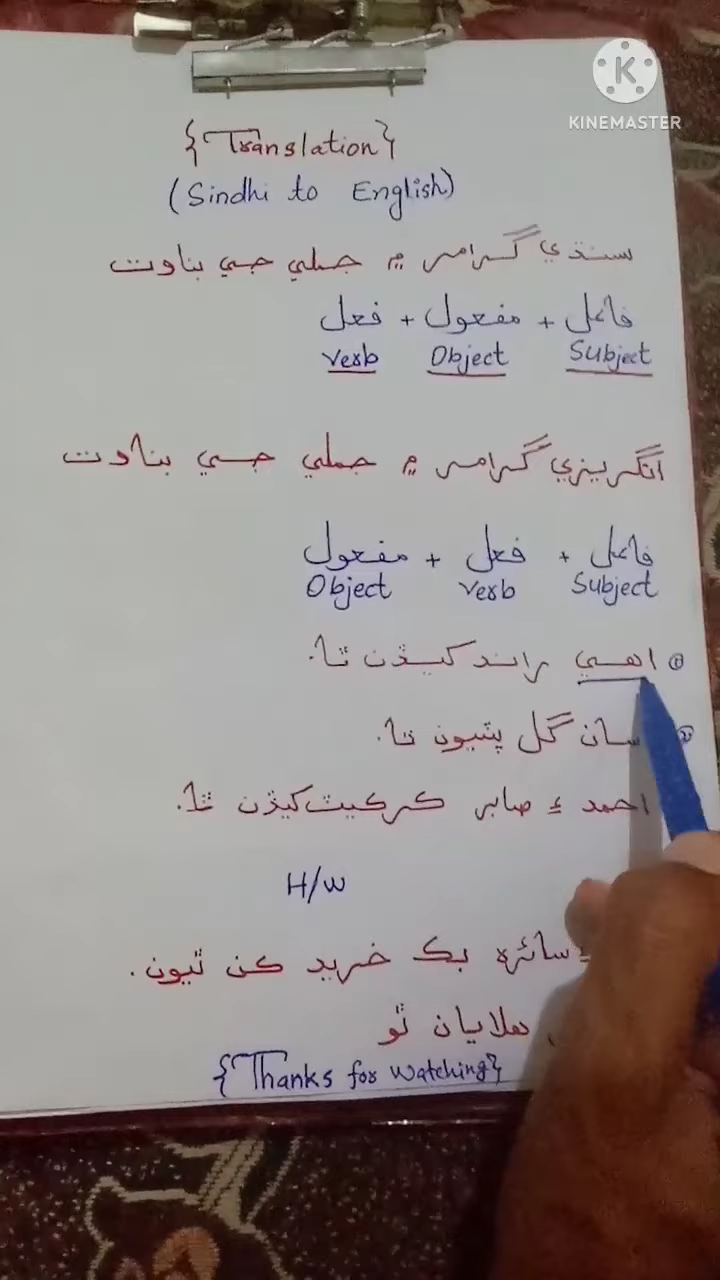 KINEMASTER
{Translation}
(Sindhi to English)
سنڌي گرامر ۾ جملي جي بناوت
فاعل + مفعول + فعل
Subject Object Verb
انگريزي گرامر ۾ جملي جي بناوت
فاعل + فعل + مفعول
Subject Verb Object
① اهي راند کيڏن ٿا.
سان گل پٽيون ٿا.
احمد ۽ صابر ڪرڪيٽ کيڏن ٿا.
H/W
سائره بڪ خريد ڪن ٿيون.
هلايان ٿو
{Thanks for watching}